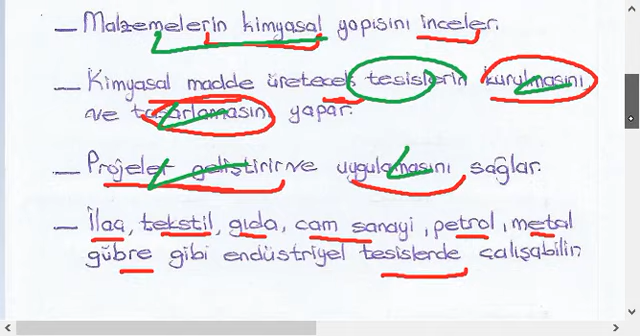 _ Malzemelerin kimyasal yapısını inceler.
_ Kimyasal madde üretecek tesislerin kurulmasını
ve tasarlamasını yapar.
_ Projeler geliştirir ve uygulamasını sağlar.
_ İlaç, tekstil, gıda, cam sanayi, petrol, metal
gübre gibi endüstriyel tesislerde çalışabilir.